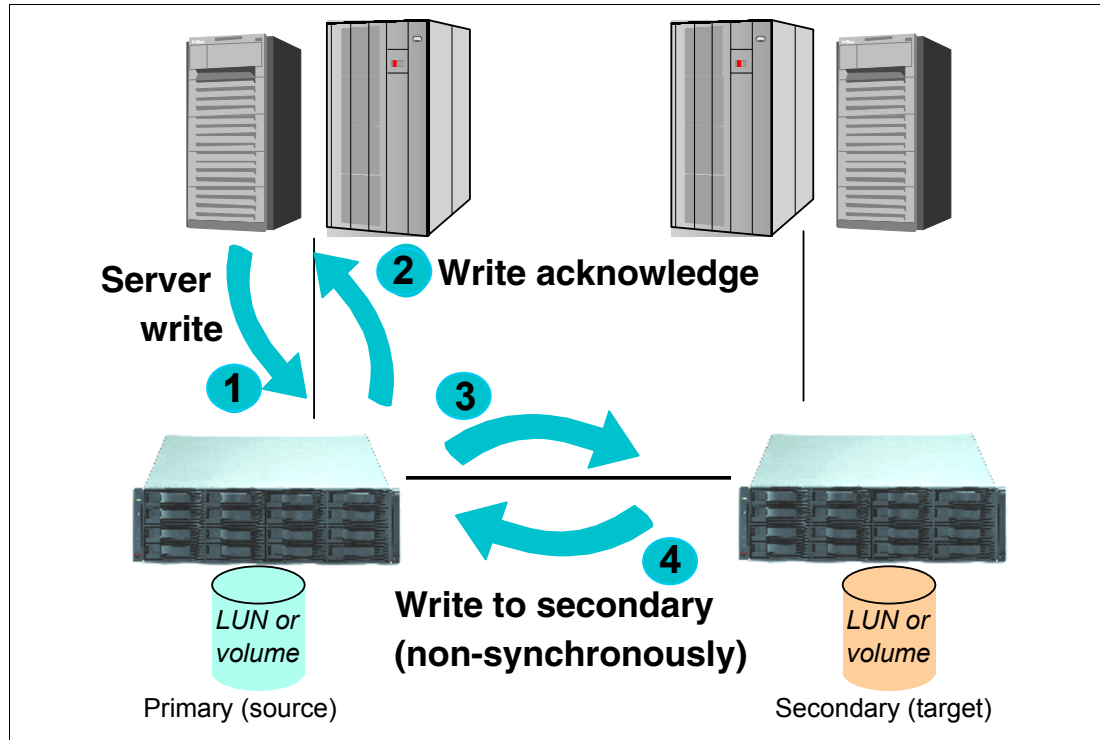 Server
write
2
Write acknowledge
1
3
4
Write to secondary
(non-synchronously)
LUN or
volume
LUN or
volume
Primary (source)
Secondary (target)